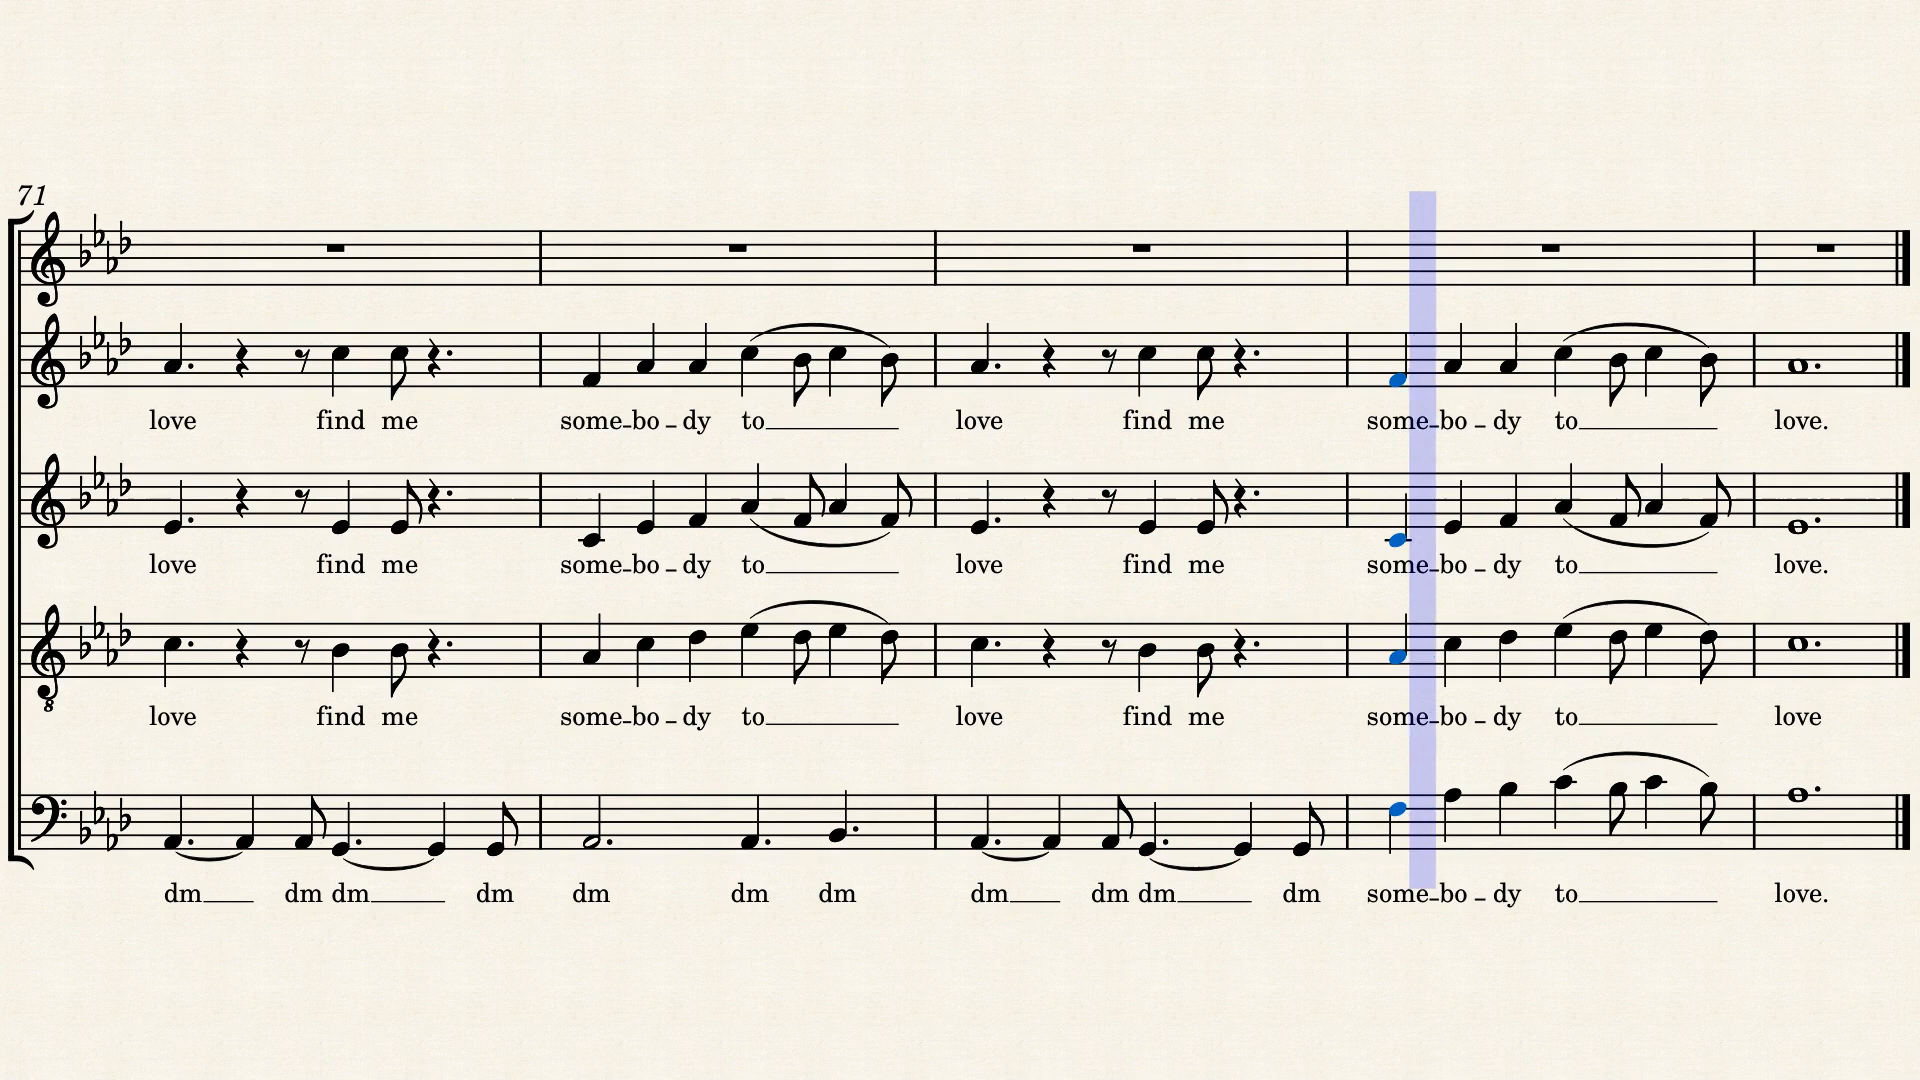 71
love find me some-bo-dy to love find me some-bo-dy to love.
love find me some-bo-dy to love find me some-bo-dy to love.
8
love find me some-bo-dy to love find me some-bo-dy to love
dm dm dm dm dm dm dm dm dm dm dm some-bo-dy to love.